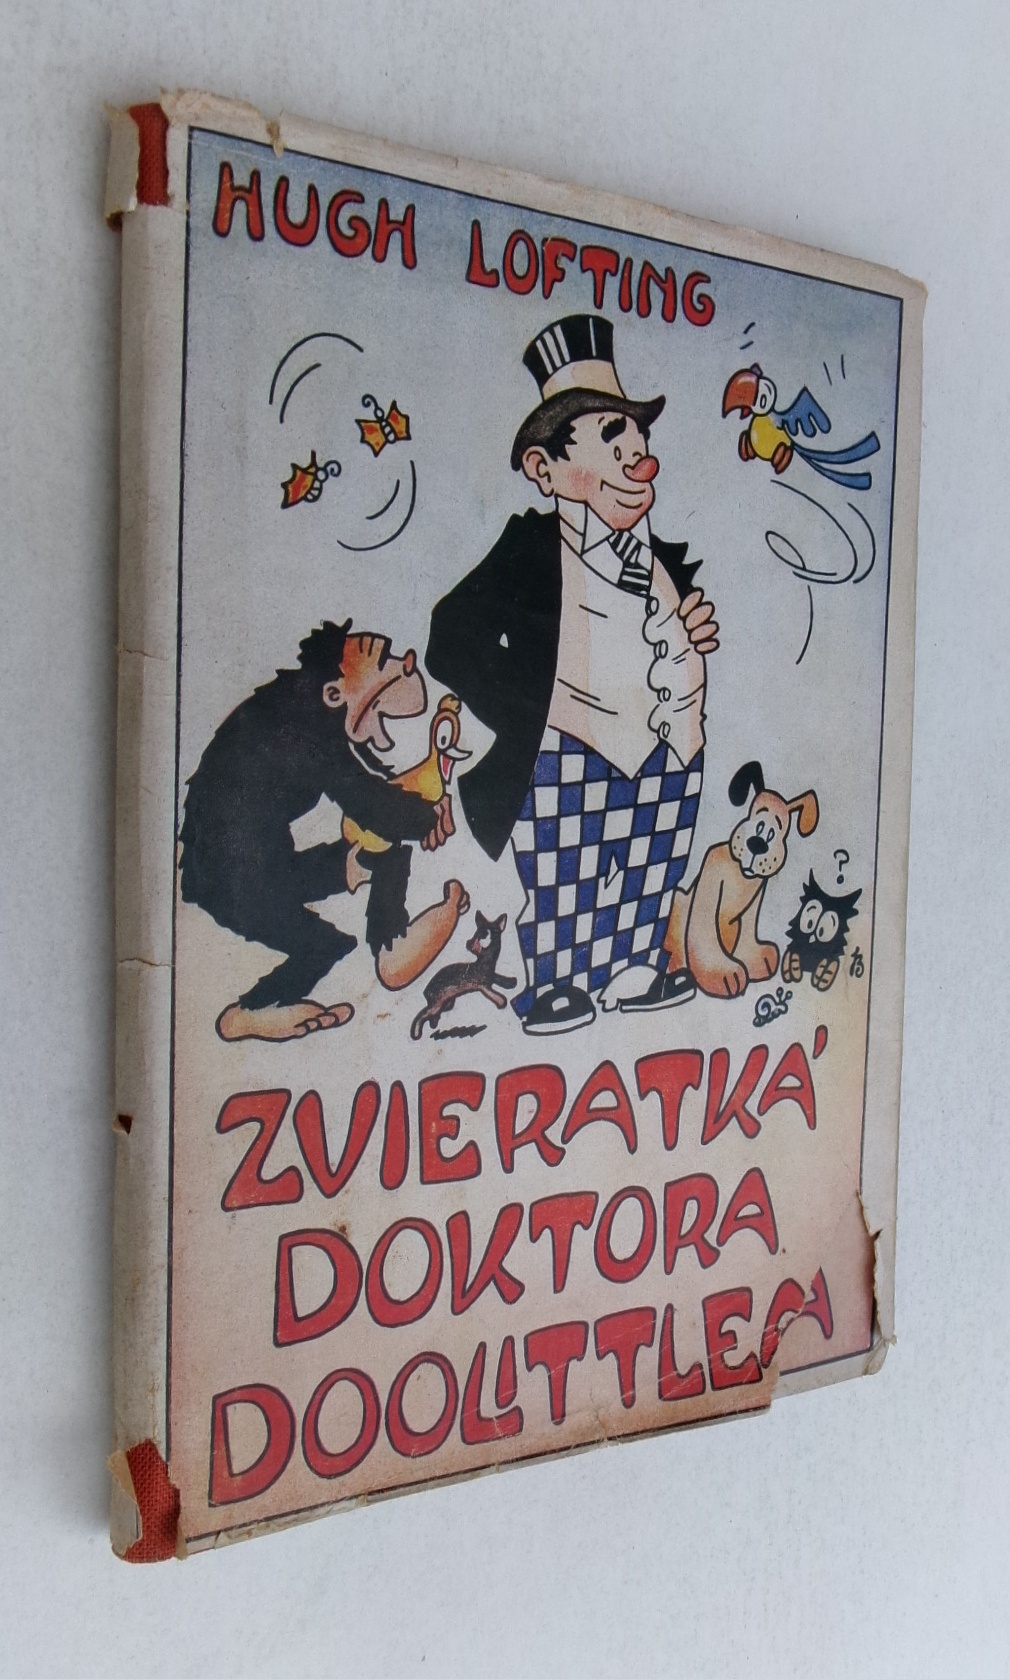 HUGH LOFTING
?
ZVIERATKÁ
DOKTORA
DOOLITTLEA